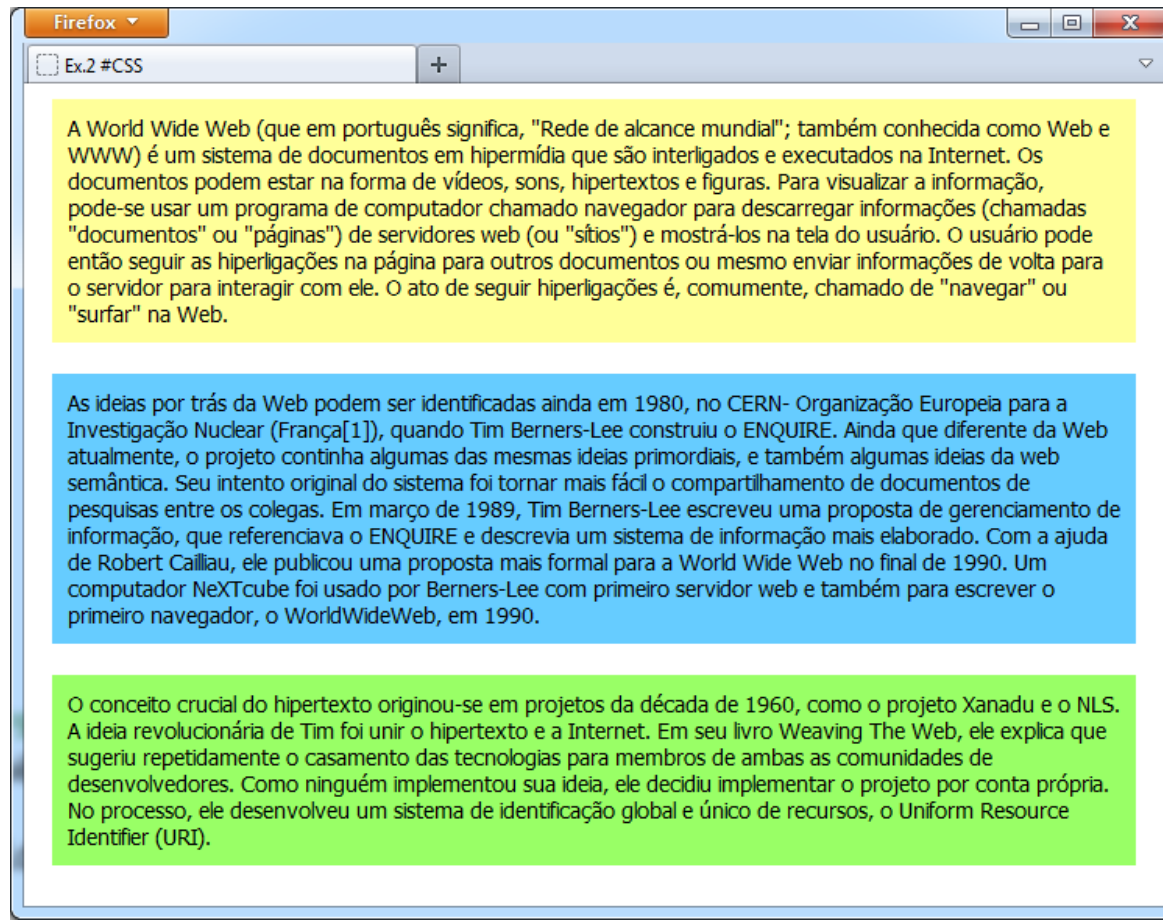 Firefox
Ex.2 #CSS
A World Wide Web (que em português significa, "Rede de alcance mundial"; também conhecida como Web e
WWW) é um sistema de documentos em hipermídia que são interligados e executados na Internet. Os
documentos podem estar na forma de vídeos, sons, hipertextos e figuras. Para visualizar a informação,
pode-se usar um programa de computador chamado navegador para descarregar informações (chamadas
"documentos" ou "páginas") de servidores web (ou "sítios") e mostrá-los na tela do usuário. O usuário pode
então seguir as hiperligações na página para outros documentos ou mesmo enviar informações de volta para
o servidor para interagir com ele. O ato de seguir hiperligações é, comumente, chamado de "navegar" ou
"surfar" na Web.
As ideias por trás da Web podem ser identificadas ainda em 1980, no CERN- Organização Europeia para a
Investigação Nuclear (França[1]), quando Tim Berners-Lee construiu o ENQUIRE. Ainda que diferente da Web
atualmente, o projeto continha algumas das mesmas ideias primordiais, e também algumas ideias da web
semântica. Seu intento original do sistema foi tornar mais fácil o compartilhamento de documentos de
pesquisas entre os colegas. Em março de 1989, Tim Berners-Lee escreveu uma proposta de gerenciamento de
informação, que referenciava o ENQUIRE e descrevia um sistema de informação mais elaborado. Com a ajuda
de Robert Cailliau, ele publicou uma proposta mais formal para a World Wide Web no final de 1990. Um
computador NeXTcube foi usado por Berners-Lee com primeiro servidor web e também para escrever o
primeiro navegador, o WorldWideWeb, em 1990.
O conceito crucial do hipertexto originou-se em projetos da década de 1960, como o projeto Xanadu e o NLS.
A ideia revolucionária de Tim foi unir o hipertexto e a Internet. Em seu livro Weaving The Web, ele explica que
sugeriu repetidamente o casamento das tecnologias para membros de ambas as comunidades de
desenvolvedores. Como ninguém implementou sua ideia, ele decidiu implementar o projeto por conta própria.
No processo, ele desenvolveu um sistema de identificação global e único de recursos, o Uniform Resource
Identifier (URI).